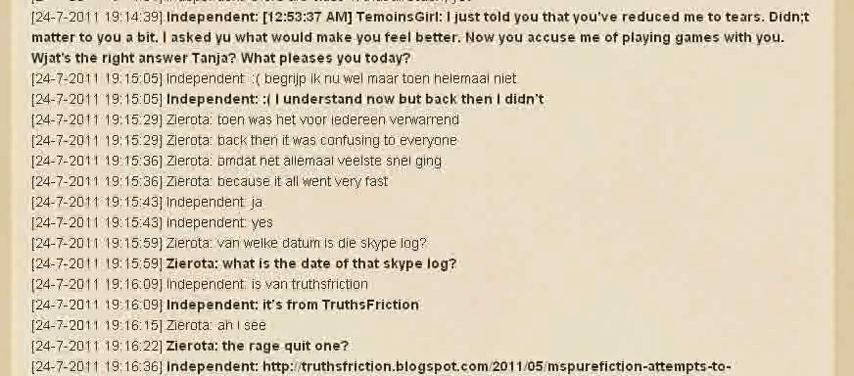 [24-7-2011 19:14:39] Independent: [12:53:37 AM] TemoinsGirl: I just told you that you've reduced me to tears. Didn;t
matter to you a bit. I asked yu what would make you feel better. Now you accuse me of playing games with you.
Wjat's the right answer Tanja? What pleases you today?
[24-7-2011 19:15:05] Independent: :( begrijp ik nu wel maar toen helemaal niet
[24-7-2011 19:15:05] Independent: :( I understand now but back then I didn't
[24-7-2011 19:15:29] Zierota: toen was het voor iedereen verwarrend
[24-7-2011 19:15:29] Zierota: back then it was confusing to everyone
[24-7-2011 19:15:36] Zierota: omdat het allemaal veelste snel ging
[24-7-2011 19:15:36] Zierota: because it all went very fast
[24-7-2011 19:15:43] Independent: ja
[24-7-2011 19:15:43] Independent: yes
[24-7-2011 19:15:59] Zierota: van welke datum is die skype log?
[24-7-2011 19:15:59] Zierota: what is the date of that skype log?
[24-7-2011 19:16:09] Independent: is van truthsfriction
[24-7-2011 19:16:09] Independent: it's from TruthsFriction
[24-7-2011 19:16:15] Zierota: ah i see
[24-7-2011 19:16:22] Zierota: the rage quit one?
[24-7-2011 19:16:36] Independent: http://truthsfriction.blogspot.com/2011/05/mspurefiction-attempts-to-